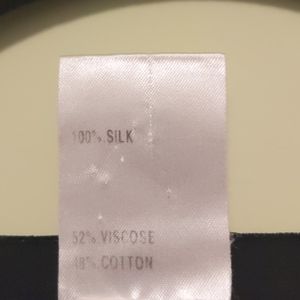 100% SILK
52% VISCOSE
48% COTTON